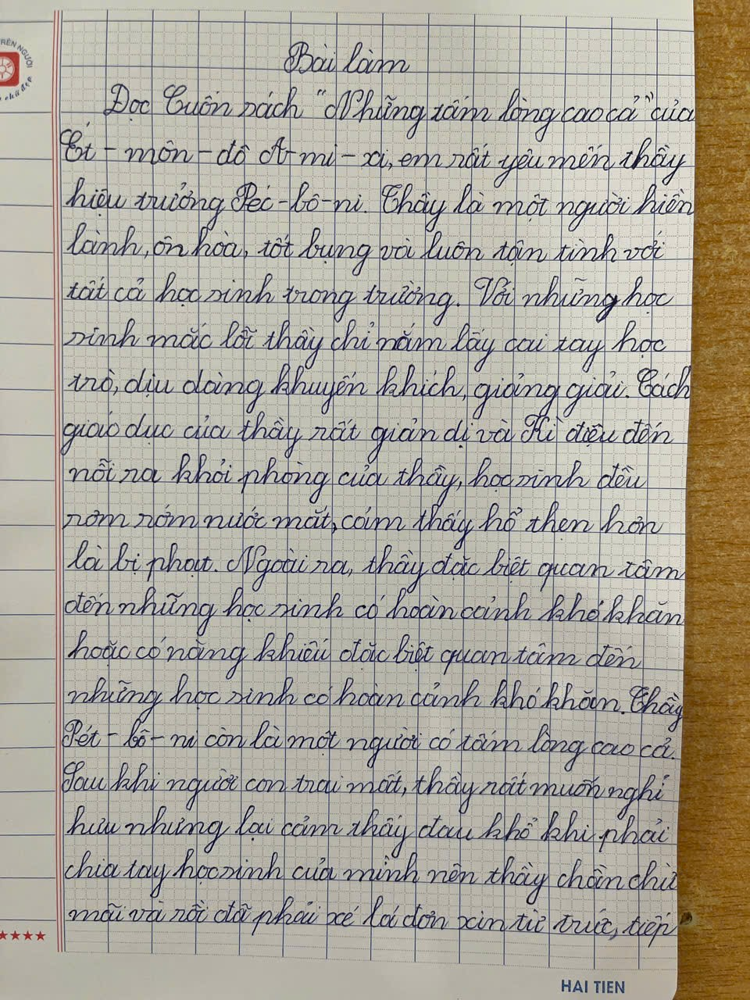 Bài làm
Đọc Cuốn sách "Những tấm lòng cao cả" của
Ét - môn - đô A- mi - xi, em rất yêu mến thầy
hiệu trưởng Péc - bô - ni. Thầy là một người hiền
lành, ôn hòa, tốt bụng và luôn tận tình với
tất cả học sinh trong trường. Với những học
sinh mắc lỗi thầy chỉ nắm lấy cai tay học
trò, dịu dàng khuyến khích, giảng giải. Cách
giáo dục của thầy rất giản dị và Kì diệu đến
nỗi ra khỏi phòng của thầy, học sinh đều
rơm rớm nước mắt, cảm thấy hổ thẹn hơn
là bị phạt. Ngoài ra, thầy đặc biệt quan tâm
đến những học sinh có hoàn cảnh khó khăn
hoặc có năng khiếu đặc biệt quan tâm đến
những học sinh có hoàn cảnh khó khăn. Thầy
Pét - bô - ni còn là một người có tấm lòng cao cả.
Sau khi người con trai mất, thầy rất muốn nghỉ
hưu nhưng lại cảm thấy đau khổ khi phải
chia tay học sinh của mình nên thầy chần chừ
mãi và rồi đã phải xé lá đơn xin từ trức, tiếp
HAI TIEN